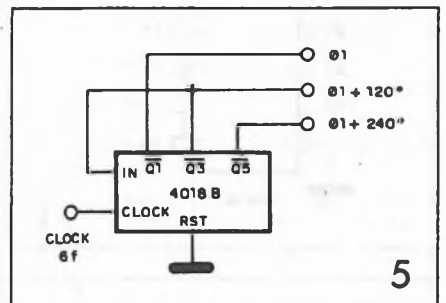 Ø1
Ø1 + 120°
Ø1 + 240°
IN Q1 Q3 Q5
4018 B
CLOCK
RST
CLOCK
6f
5